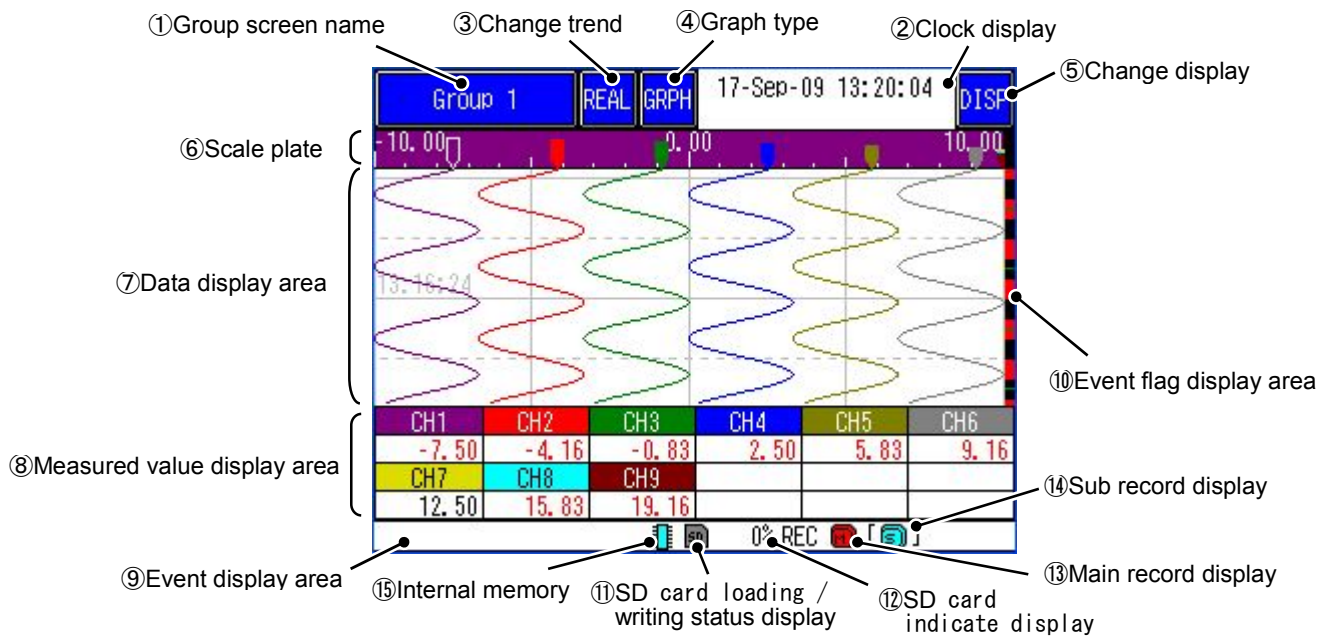 ①Group screen name
③Change trend
④Graph type
②Clock display
⑤Change display
Group 1
REAL
GRPH
17-Sep-09 13:20:04
DISP
⑥Scale plate
-10.00
0.00
10.00
⑦Data display area
13:16:24
⑩Event flag display area
⑧Measured value display area
CH1 CH2 CH3 CH4 CH5 CH6
-7.50 -4.16 -0.83 2.50 5.83 9.16
CH7 CH8 CH9
12.50 15.83 19.16
⑭Sub record display
SD 0% REC M [S]
⑨Event display area
⑮Internal memory
⑪SD card loading /
writing status display
⑫SD card
indicate display
⑬Main record display